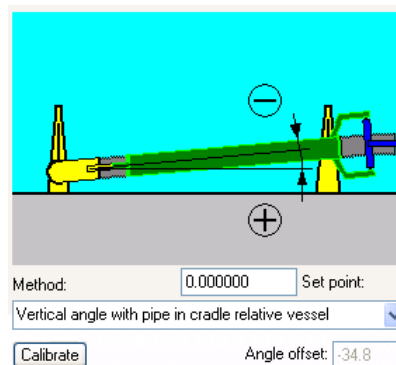 Method: 0.000000 Set point:
Vertical angle with pipe in cradle relative vessel
Calibrate Angle offset: -34.8